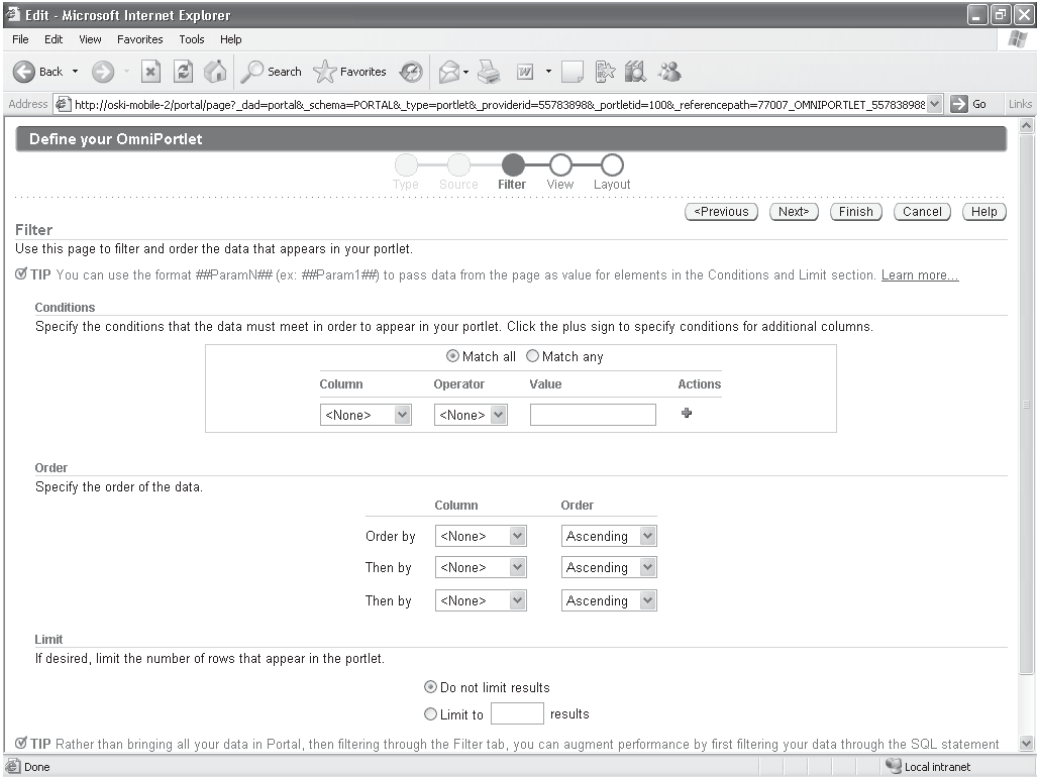 Edit - Microsoft Internet Explorer
File Edit View Favorites Tools Help
Back Search Favorites
Address http://oski-mobile-2/portal/page?_dad=portal&_schema=PORTAL&_type=portlet&_providerid=55783898&_portletid=100&_referencepath=77007_OMNIPORTLET_55783898& Go Links
Define your OmniPortlet
Type Source Filter View Layout
<Previous Next> Finish Cancel Help
Filter
Use this page to filter and order the data that appears in your portlet.
TIP You can use the format ##ParamN## (ex: ##Param1##) to pass data from the page as value for elements in the Conditions and Limit section. Learn more...
Conditions
Specify the conditions that the data must meet in order to appear in your portlet. Click the plus sign to specify conditions for additional columns.
Match all Match any
Column Operator Value Actions
<None> <None>
Order
Specify the order of the data.
Column Order
Order by <None> Ascending
Then by <None> Ascending
Then by <None> Ascending
Limit
If desired, limit the number of rows that appear in the portlet.
Do not limit results
Limit to results
TIP Rather than bringing all your data in Portal, then filtering through the Filter tab, you can augment performance by first filtering your data through the SQL statement
Done Local intranet